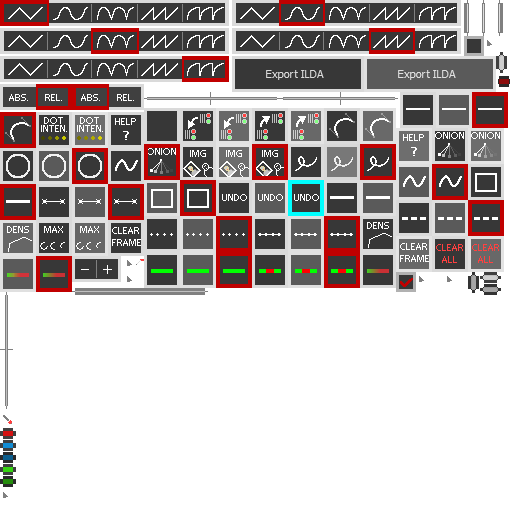 Export ILDA Export ILDA
ABS. REL. ABS. REL.
DOT INTEN. DOT INTEN. HELP ?
HELP ? ONION ONION
ONION IMG IMG IMG
UNDO UNDO UNDO
DENS MAX MAX CLEAR FRAME DENS
CLEAR FRAME CLEAR ALL CLEAR ALL